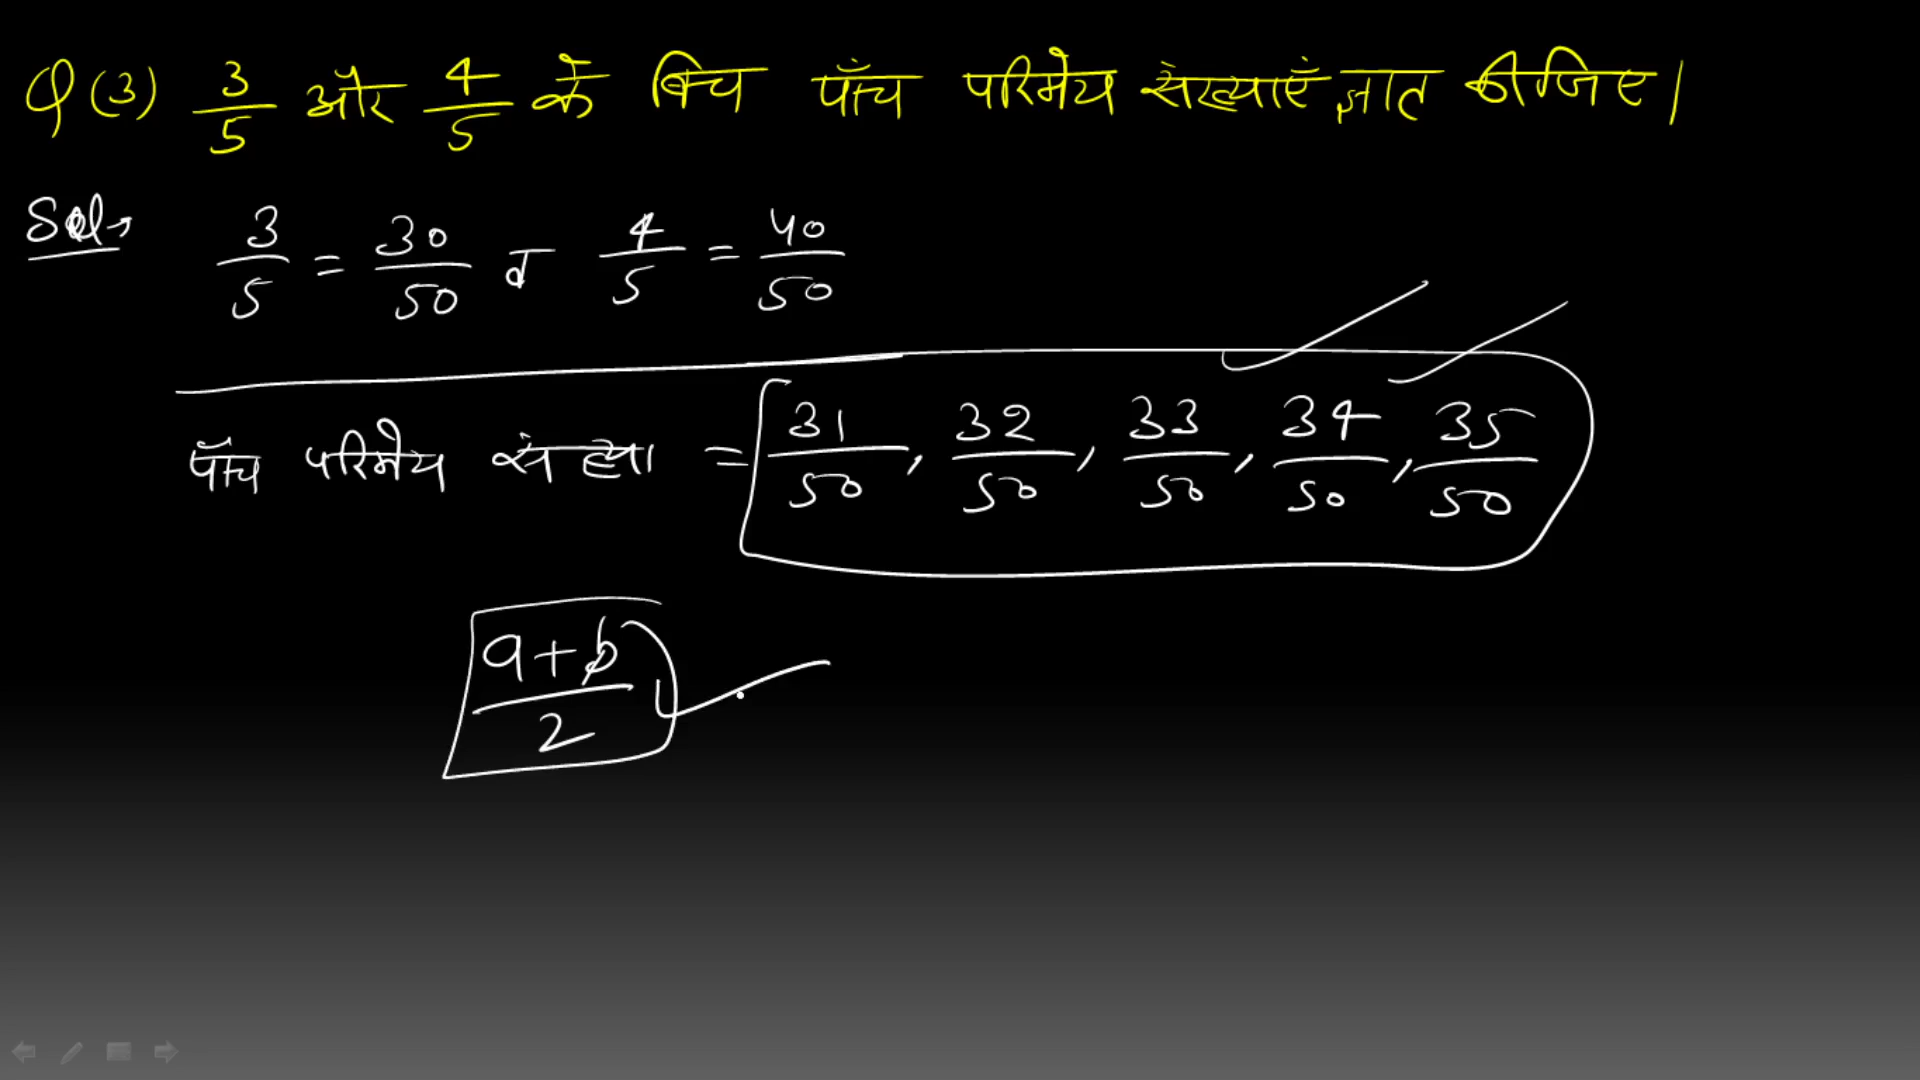 Q (3) 3/5 और 4/5 के बिच पाँच परिमेय संख्याएँ ज्ञात कीजिए।
Sol→ 3/5 = 30/50 व 4/5 = 40/50
पाँच परिमेय संख्या = 31/50, 32/50, 33/50, 34/50, 35/50
a+b/2